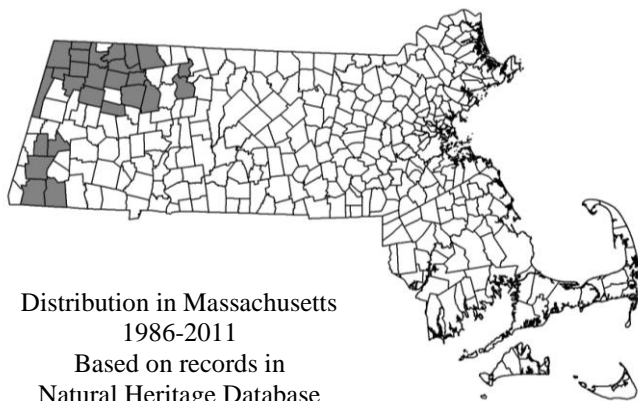 Distribution in Massachusetts
1986-2011
Based on records in
Natural Heritage Database